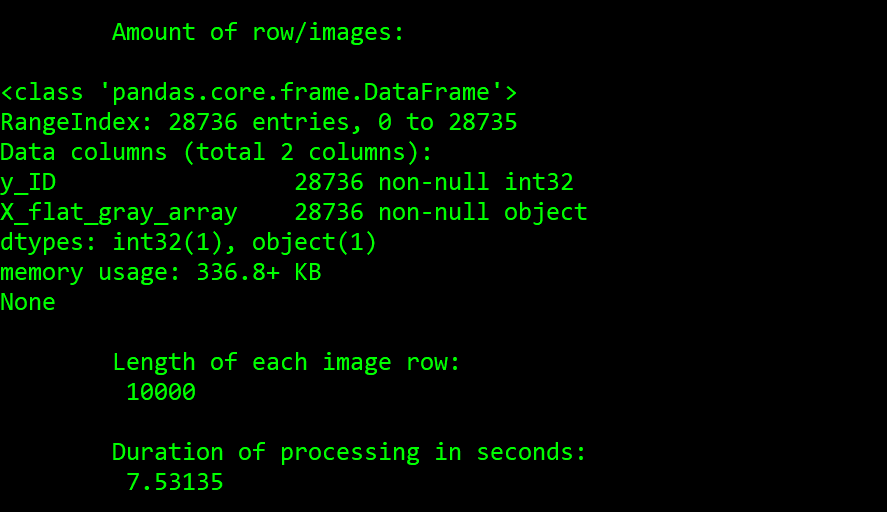 Amount of row/images:
<class 'pandas.core.frame.DataFrame'>
RangeIndex: 28736 entries, 0 to 28735
Data columns (total 2 columns):
y_ID                 28736 non-null int32
X_flat_gray_array    28736 non-null object
dtypes: int32(1), object(1)
memory usage: 336.8+ KB
None
Length of each image row:
10000
Duration of processing in seconds:
7.53135